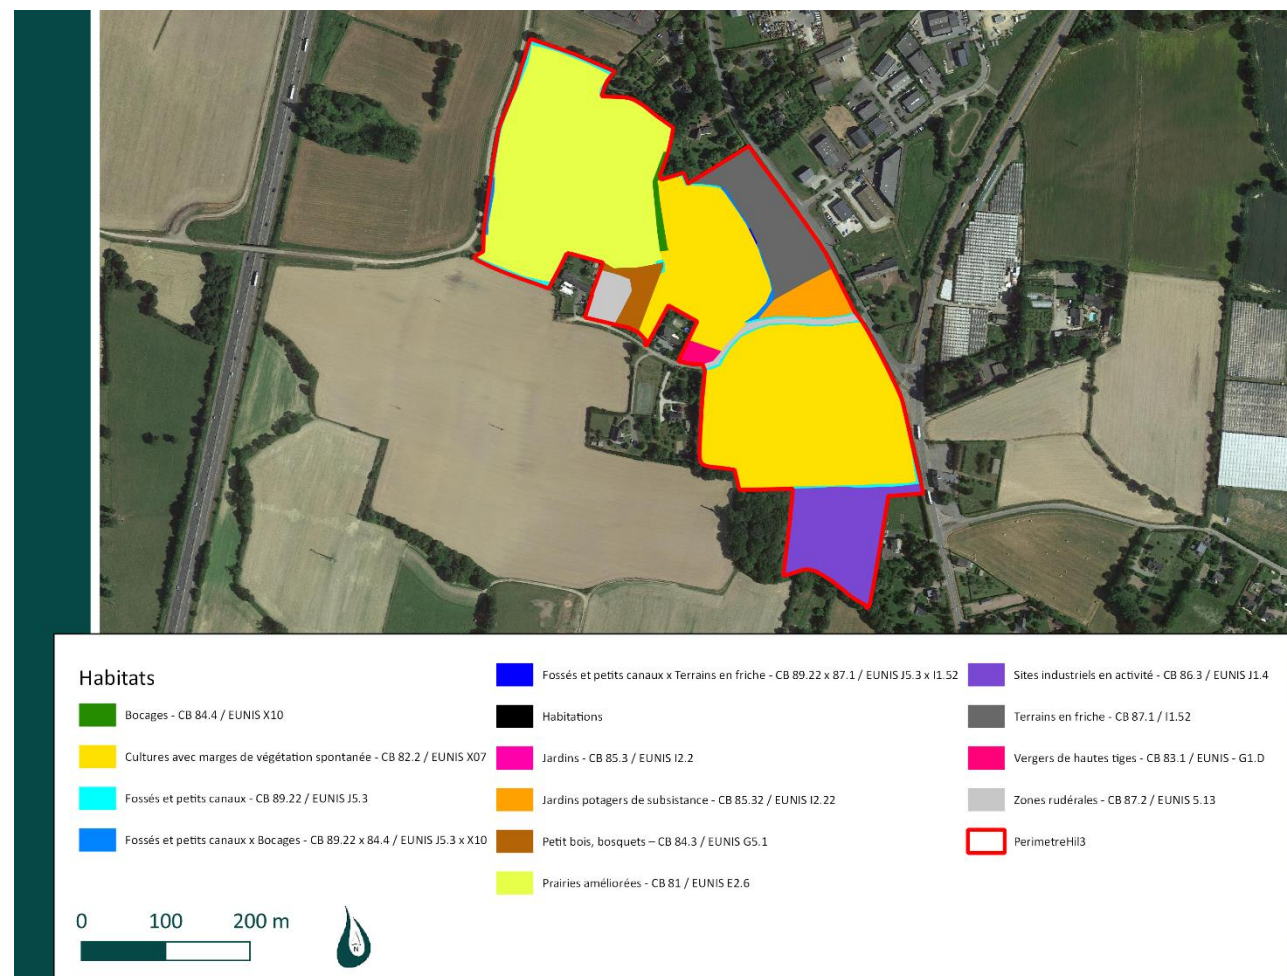 Habitats
Bocages - CB 84.4 / EUNIS X10
Cultures avec marges de végétation spontanée - CB 82.2 / EUNIS X07
Fossés et petits canaux - CB 89.22 / EUNIS J5.3
Fossés et petits canaux x Bocages - CB 89.22 x 84.4 / EUNIS J5.3 x X10
Fossés et petits canaux x Terrains en friche - CB 89.22 x 87.1 / EUNIS J5.3 x I1.52
Habitations
Jardins - CB 85.3 / EUNIS I2.2
Jardins potagers de subsistance - CB 85.32 / EUNIS I2.22
Petit bois, bosquets – CB 84.3 / EUNIS G5.1
Prairies améliorées - CB 81 / EUNIS E2.6
Sites industriels en activité - CB 86.3 / EUNIS J1.4
Terrains en friche - CB 87.1 / I1.52
Vergers de hautes tiges - CB 83.1 / EUNIS - G1.D
Zones rudérales - CB 87.2 / EUNIS 5.13
PerimetreHil3
0 100 200 m
N